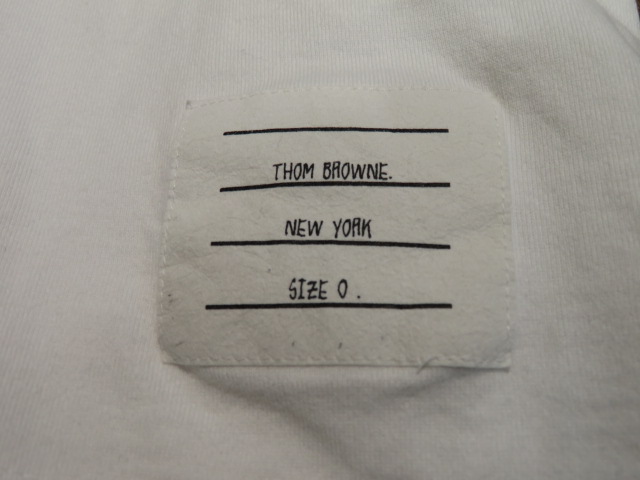 THOM BROWNE.
NEW YORK
SIZE 0 .